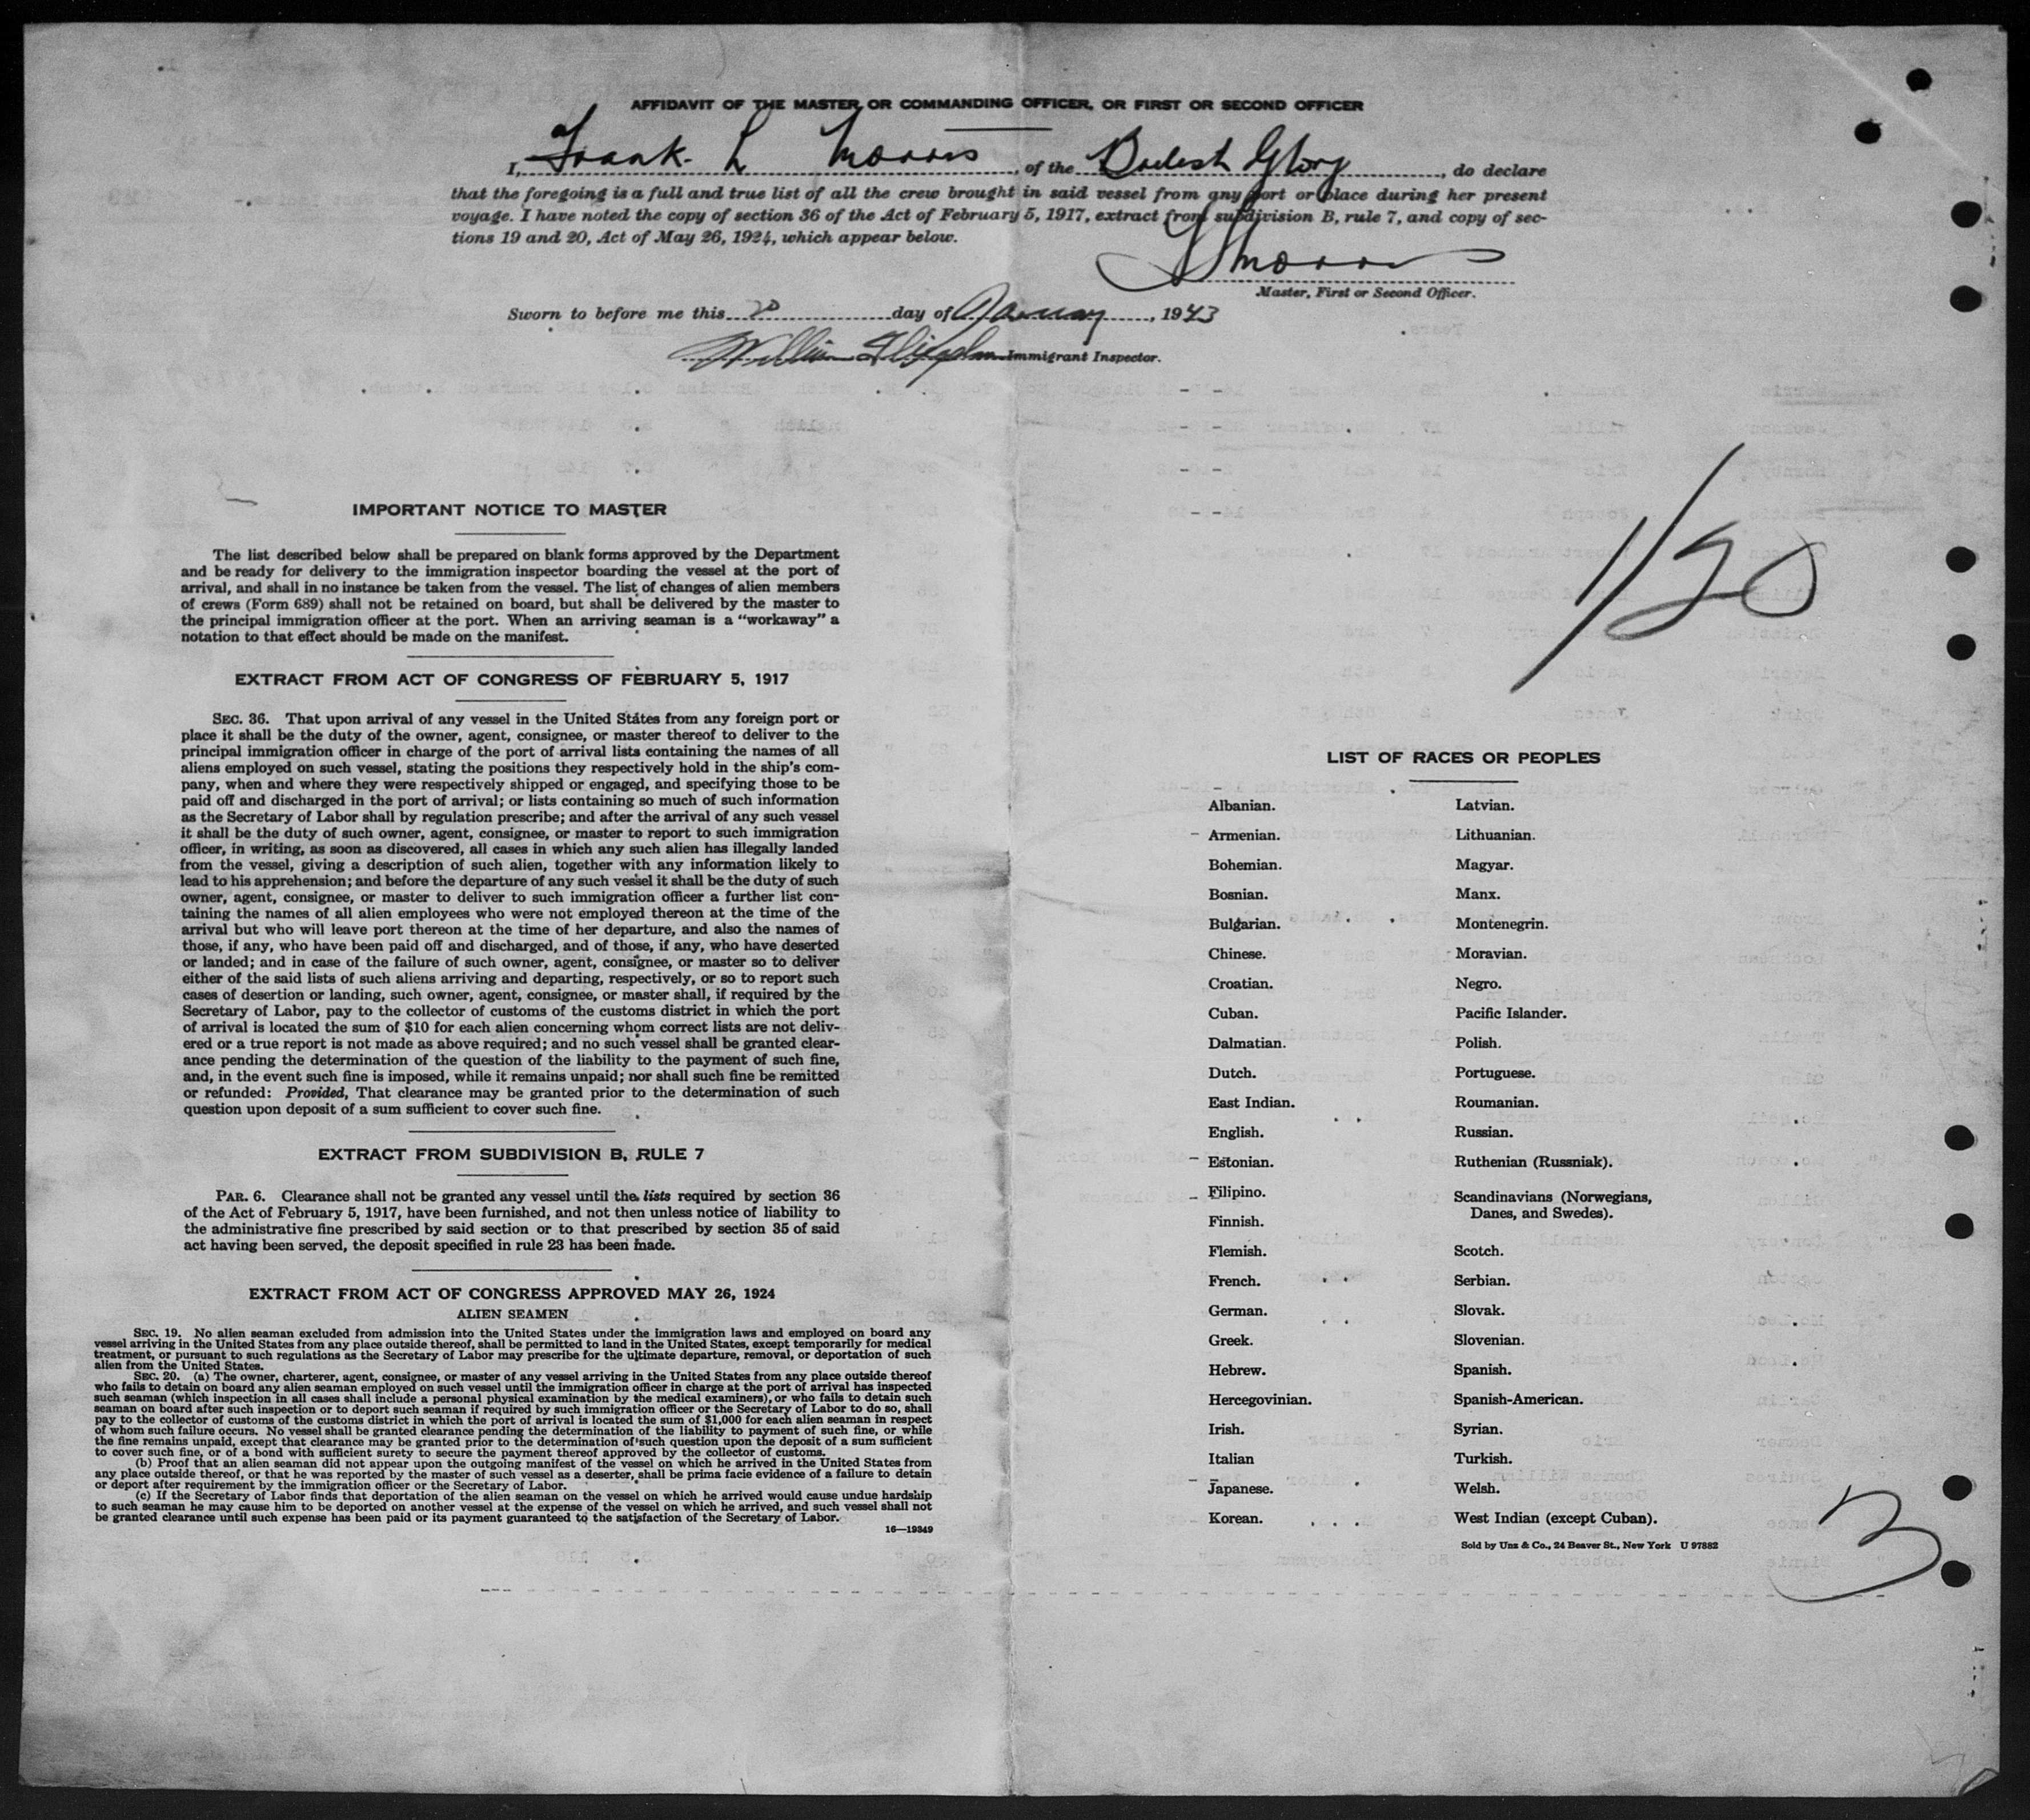 AFFIDAVIT OF THE MASTER OR COMMANDING OFFICER, OR FIRST OR SECOND OFFICER
I, Frank L Morris, of the British Glory, do declare
that the foregoing is a full and true list of all the crew brought in said vessel from any port or place during her present
voyage. I have noted the copy of section 36 of the Act of February 5, 1917, extract from subdivision B, rule 7, and copy of sec-
tions 19 and 20, Act of May 26, 1924, which appear below.
Morris
Master, First or Second Officer.
Sworn to before me this 20 day of January, 1943
William Immigrant Inspector.
1/20
IMPORTANT NOTICE TO MASTER
The list described below shall be prepared on blank forms approved by the Department
and be ready for delivery to the immigration inspector boarding the vessel at the port of
arrival, and shall in no instance be taken from the vessel. The list of changes of alien members
of crews (Form 689) shall not be retained on board, but shall be delivered by the master to
the principal immigration officer at the port. When an arriving seaman is a "workaway" a
notation to that effect should be made on the manifest.
EXTRACT FROM ACT OF CONGRESS OF FEBRUARY 5, 1917
SEC. 36. That upon arrival of any vessel in the United States from any foreign port or
place it shall be the duty of the owner, agent, consignee, or master thereof to deliver to the
principal immigration officer in charge of the port of arrival lists containing the names of all
aliens employed on such vessel, stating the positions they respectively hold in the ship's com-
pany, when and where they were respectively shipped or engaged, and specifying those to be
paid off and discharged in the port of arrival; or lists containing so much of such information
as the Secretary of Labor shall by regulation prescribe; and after the arrival of any such vessel
it shall be the duty of such owner, agent, consignee, or master to report to such immigration
officer, in writing, as soon as discovered, all cases in which any such alien has illegally landed
from the vessel, giving a description of such alien, together with any information likely to
lead to his apprehension; and before the departure of any such vessel it shall be the duty of such
owner, agent, consignee, or master to deliver to such immigration officer a further list con-
taining the names of all alien employees who were not employed thereon at the time of the
arrival but who will leave port thereon at the time of her departure, and also the names of
those, if any, who have been paid off and discharged, and of those, if any, who have deserted
or landed; and in case of the failure of such owner, agent, consignee, or master so to deliver
either of the said lists of such aliens arriving and departing, respectively, or so to report such
cases of desertion or landing, such owner, agent, consignee, or master shall, if required by the
Secretary of Labor, pay to the collector of customs of the customs district in which the port
of arrival is located the sum of $10 for each alien concerning whom correct lists are not deliv-
ered or a true report is not made as above required; and no such vessel shall be granted clear-
ance pending the determination of the question of the liability to the payment of such fine,
and, in the event such fine is imposed, while it remains unpaid; nor shall such fine be remitted
or refunded: Provided, That clearance may be granted prior to the determination of such
question upon deposit of a sum sufficient to cover such fine.
EXTRACT FROM SUBDIVISION B, RULE 7
PAR. 6. Clearance shall not be granted any vessel until the lists required by section 36
of the Act of February 5, 1917, have been furnished, and not then unless notice of liability to
the administrative fine prescribed by said section or to that prescribed by section 35 of said
act having been served, the deposit specified in rule 23 has been made.
EXTRACT FROM ACT OF CONGRESS APPROVED MAY 26, 1924
ALIEN SEAMEN
SEC. 19. No alien seaman excluded from admission into the United States under the immigration laws and employed on board any
vessel arriving in the United States from any place outside thereof, shall be permitted to land in the United States, except temporarily for medical
treatment, or pursuant to such regulations as the Secretary of Labor may prescribe for the ultimate departure, removal, or deportation of such
alien from the United States.
SEC. 20. (a) The owner, charterer, agent, consignee, or master of any vessel arriving in the United States from any place outside thereof
who fails to detain on board any alien seaman employed on such vessel until the immigration officer in charge at the port of arrival has inspected
such seaman (which inspection in all cases shall include a personal physical examination by the medical examiners), or who fails to detain such
seaman on board after such inspection or to deport such seaman if required by such immigration officer or the Secretary of Labor to do so, shall
pay to the collector of customs of the customs district in which the port of arrival is located the sum of $1,000 for each alien seaman in respect
of whom such failure occurs. No vessel shall be granted clearance pending the determination of the liability to payment of such fine, or while
the fine remains unpaid, except that clearance may be granted prior to the determination of such question upon the deposit of a sum sufficient
to cover such fine, or of a bond with sufficient surety to secure the payment thereof approved by the collector of customs.
(b) Proof that an alien seaman did not appear upon the outgoing manifest of the vessel on which he arrived in the United States from
any place outside thereof, or that he was reported by the master of such vessel as a deserter, shall be prima facie evidence of a failure to detain
or deport after requirement by the immigration officer or the Secretary of Labor.
(c) If the Secretary of Labor finds that deportation of the alien seaman on the vessel on which he arrived would cause undue hardship
to such seaman he may cause him to be deported on another vessel at the expense of the vessel on which he arrived, and such vessel shall not
be granted clearance until such expense has been paid or its payment guaranteed to the satisfaction of the Secretary of Labor.
16—19349
LIST OF RACES OR PEOPLES
Albanian.
Armenian.
Bohemian.
Bosnian.
Bulgarian.
Chinese.
Croatian.
Cuban.
Dalmatian.
Dutch.
East Indian.
English.
Estonian.
Filipino.
Finnish.
Flemish.
French.
German.
Greek.
Hebrew.
Hercegovinian.
Irish.
Italian
Japanese.
Korean.
Latvian.
Lithuanian.
Magyar.
Manx.
Montenegrin.
Moravian.
Negro.
Pacific Islander.
Polish.
Portuguese.
Roumanian.
Russian.
Ruthenian (Russniak).
Scandinavians (Norwegians,
Danes, and Swedes).
Scotch.
Serbian.
Slovak.
Slovenian.
Spanish.
Spanish-American.
Syrian.
Turkish.
Welsh.
West Indian (except Cuban).
Sold by Unz & Co., 24 Beaver St., New York U 97882
3